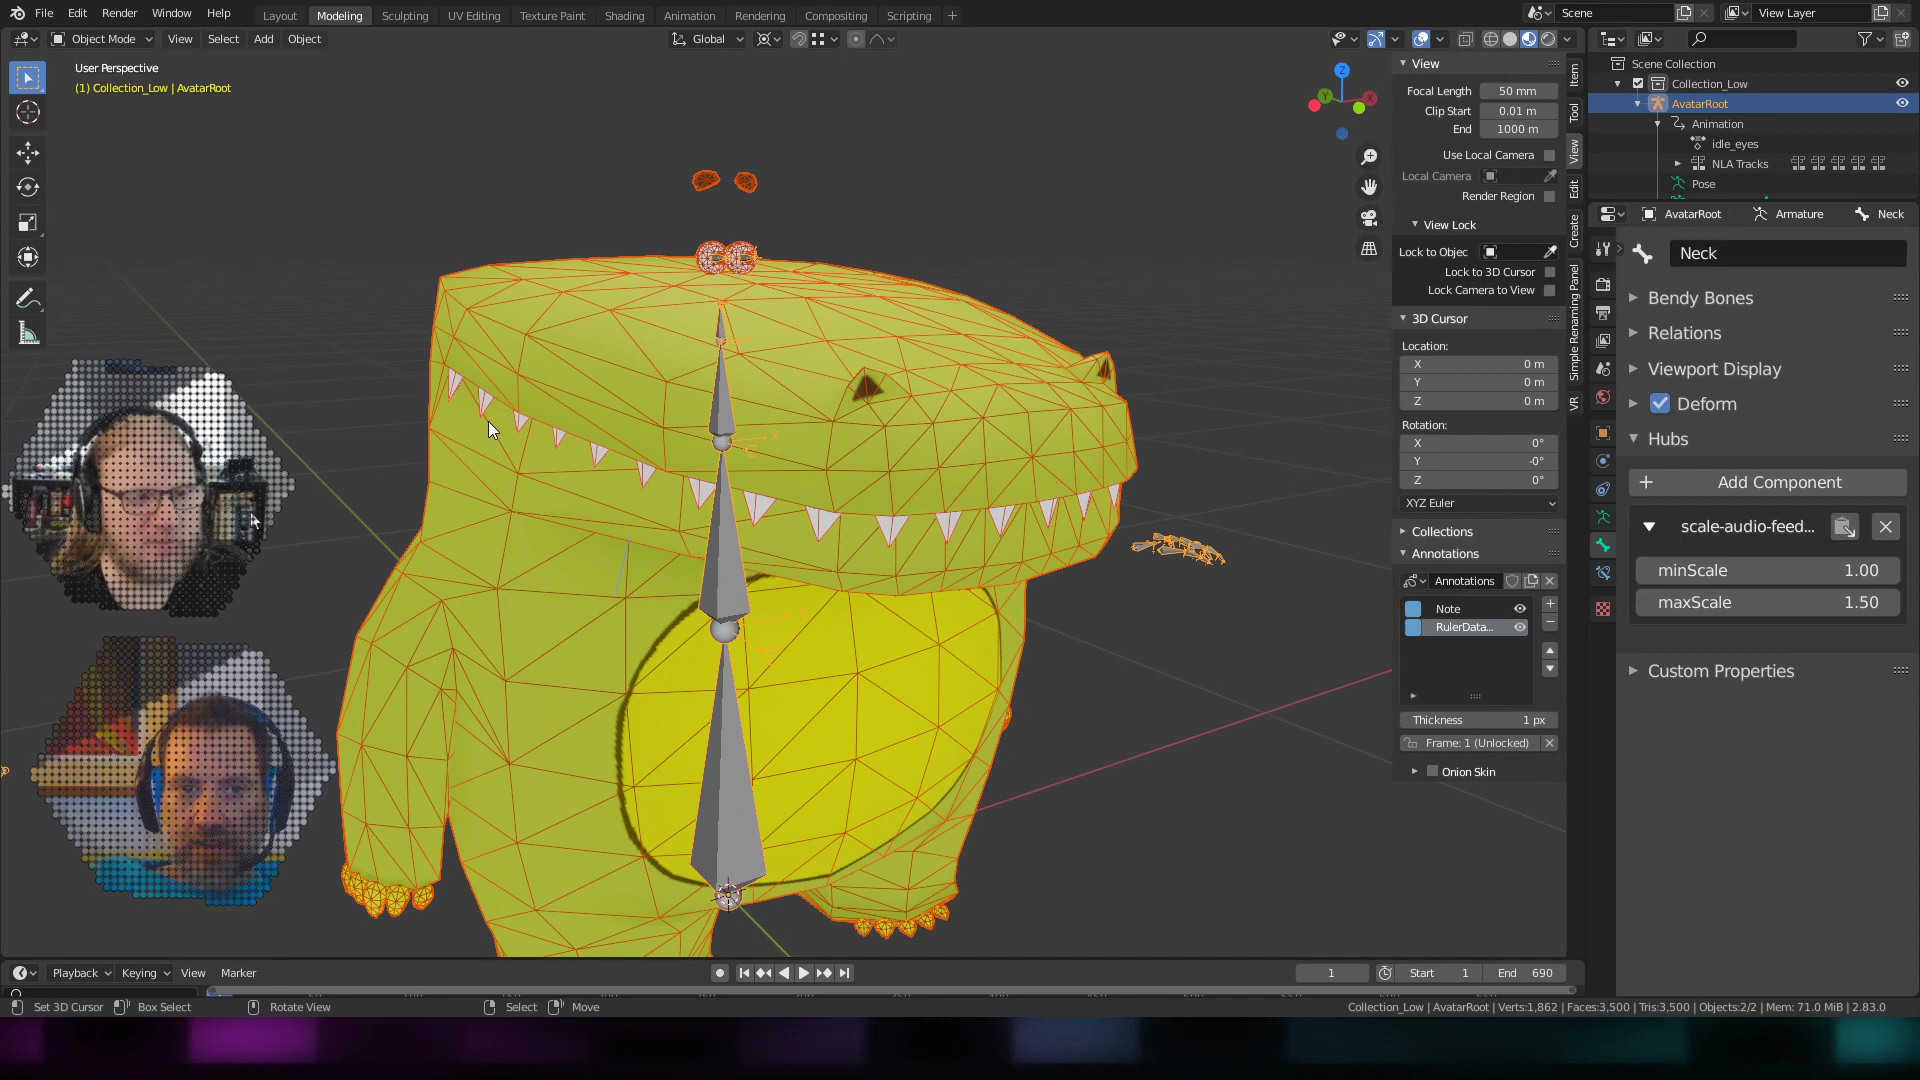 File Edit Render Window Help Layout Modeling Sculpting UV Editing Texture Paint Shading Animation Rendering Compositing Scripting + Scene View Layer
Object Mode View Select Add Object Global
User Perspective
(1) Collection_Low | AvatarRoot
X
Y
Z
View
Focal Length 50 mm
Clip Start 0.01 m
End 1000 m
Use Local Camera
Local Camera
Render Region
View Lock
Lock to Objec
Lock to 3D Cursor
Lock Camera to View
3D Cursor
Location:
X 0 m
Y 0 m
Z 0 m
Rotation:
X 0°
Y -0°
Z 0°
XYZ Euler
Collections
Annotations
Annotations
Note
RulerData...
Thickness 1 px
Frame: 1 (Unlocked)
Onion Skin
Item
Tool
View
Edit
Create
Simple Renaming Panel
VR
Scene Collection
Collection_Low
AvatarRoot
Animation
idle_eyes
NLA Tracks
Pose
AvatarRoot Armature Neck
Neck
Bendy Bones
Relations
Viewport Display
Deform
Hubs
Add Component
scale-audio-feed...
minScale 1.00
maxScale 1.50
Custom Properties
Playback Keying View Marker 1 Start 1 End 690
Set 3D Cursor Box Select Rotate View Select Move Collection_Low | AvatarRoot | Verts:1,862 | Faces:3,500 | Tris:3,500 | Objects:2/2 | Mem: 71.0 MiB | 2.83.0